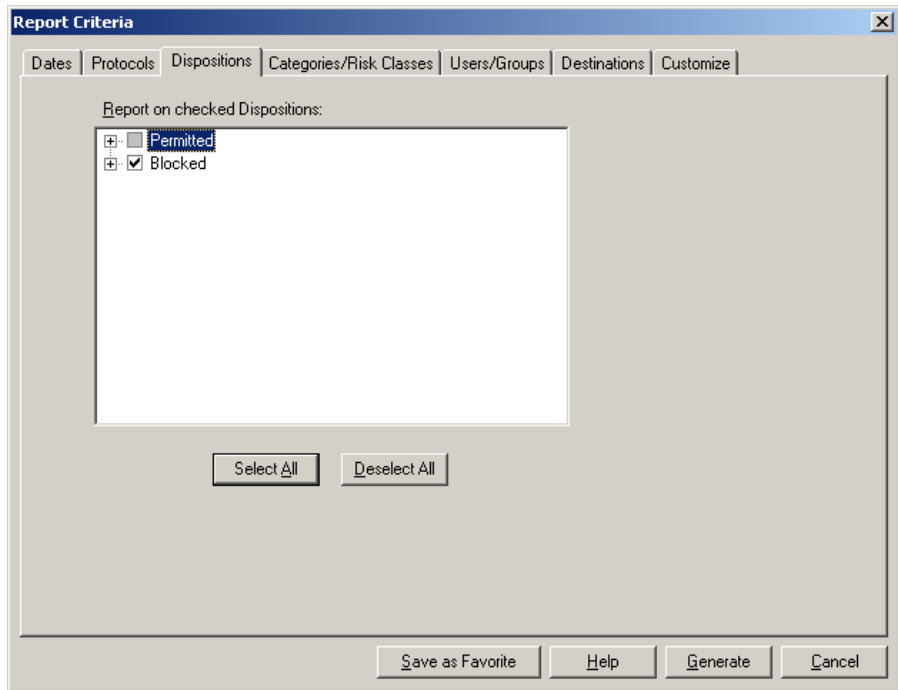 Report Criteria
Dates Protocols Dispositions Categories/Risk Classes Users/Groups Destinations Customize
Report on checked Dispositions:
Permitted
Blocked
Select All Deselect All
Save as Favorite Help Generate Cancel